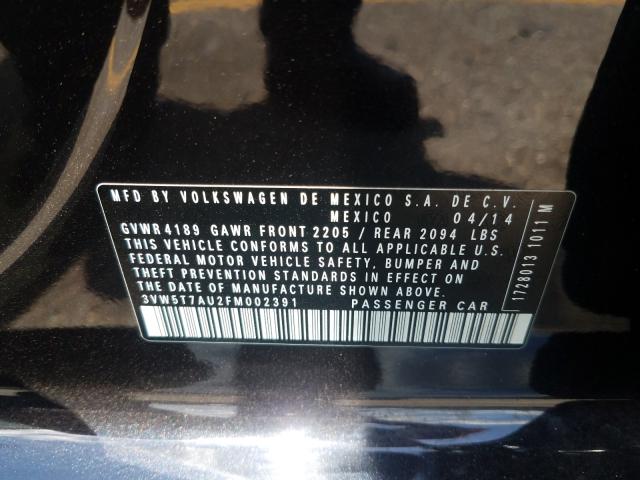 MFD BY VOLKSWAGEN DE MEXICO S.A. DE C.V.
MEXICO 04/14
GVWR 4189 GAWR FRONT 2205 / REAR 2094 LBS
THIS VEHICLE CONFORMS TO ALL APPLICABLE U.S.
FEDERAL MOTOR VEHICLE SAFETY, BUMPER AND
THEFT PREVENTION STANDARDS IN EFFECT ON
THE DATE OF MANUFACTURE SHOWN ABOVE.
3VW5T7AU2FM002391 PASSENGER CAR
1728013 1011 M